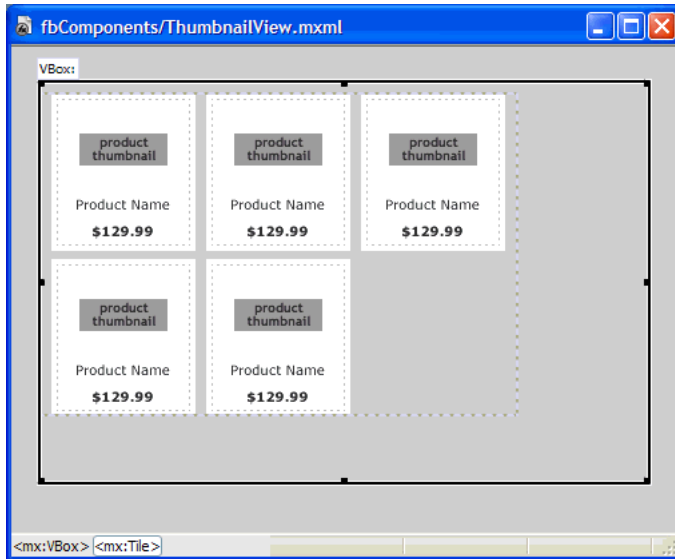 fbComponents/ThumbnailView.mxml
VBox:
product
thumbnail
Product Name
$129.99
product
thumbnail
Product Name
$129.99
product
thumbnail
Product Name
$129.99
product
thumbnail
Product Name
$129.99
product
thumbnail
Product Name
$129.99
<mx:VBox> <mx:Tile>